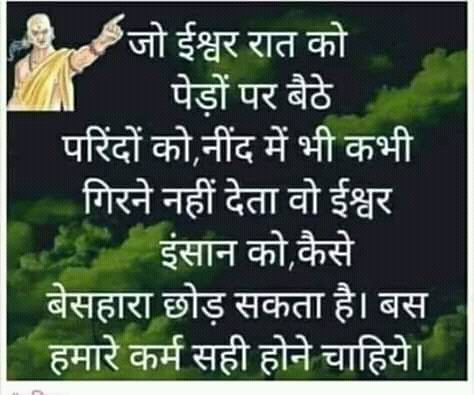 जो ईश्वर रात को
पेड़ों पर बैठे
परिंदों को,नींद में भी कभी
गिरने नहीं देता वो ईश्वर
इंसान को,कैसे
बेसहारा छोड़ सकता है। बस
हमारे कर्म सही होने चाहिये।